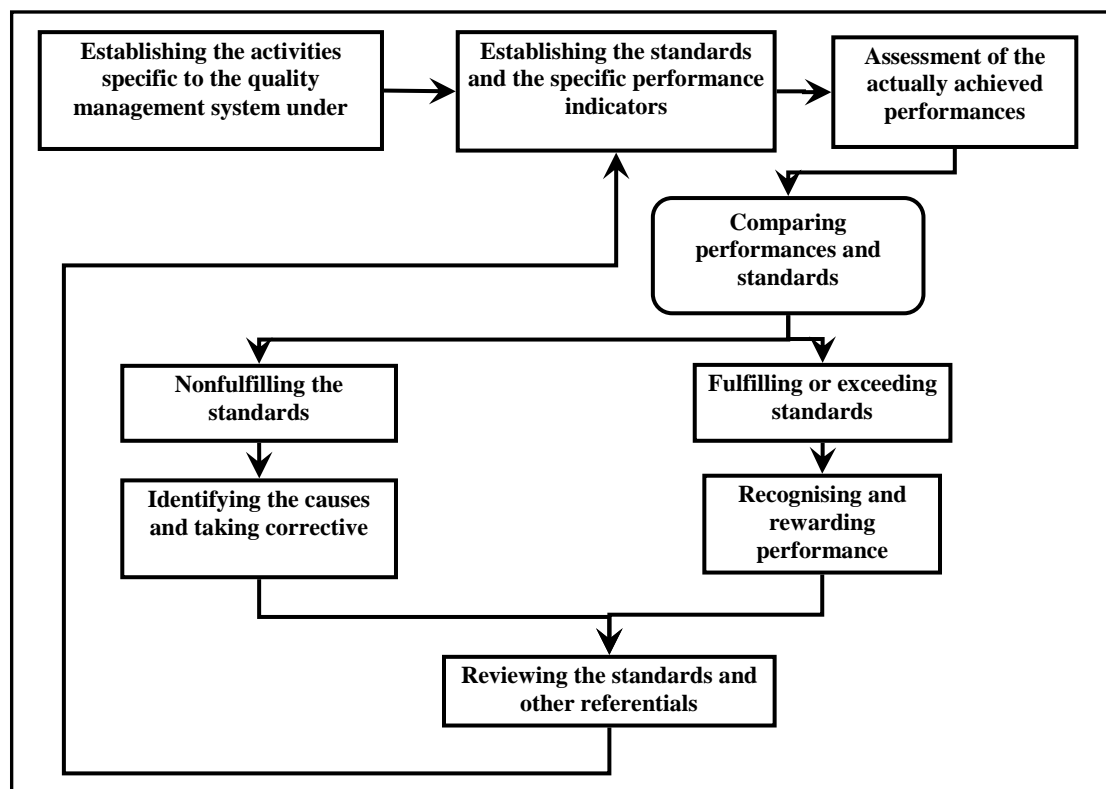 Establishing the activities
specific to the quality
management system under
Establishing the standards
and the specific performance
indicators
Assessment of the
actually achieved
performances
Comparing
performances and
standards
Nonfulfilling the
standards
Fulfilling or exceeding
standards
Identifying the causes
and taking corrective
Recognising and
rewarding
performance
Reviewing the standards and
other referentials